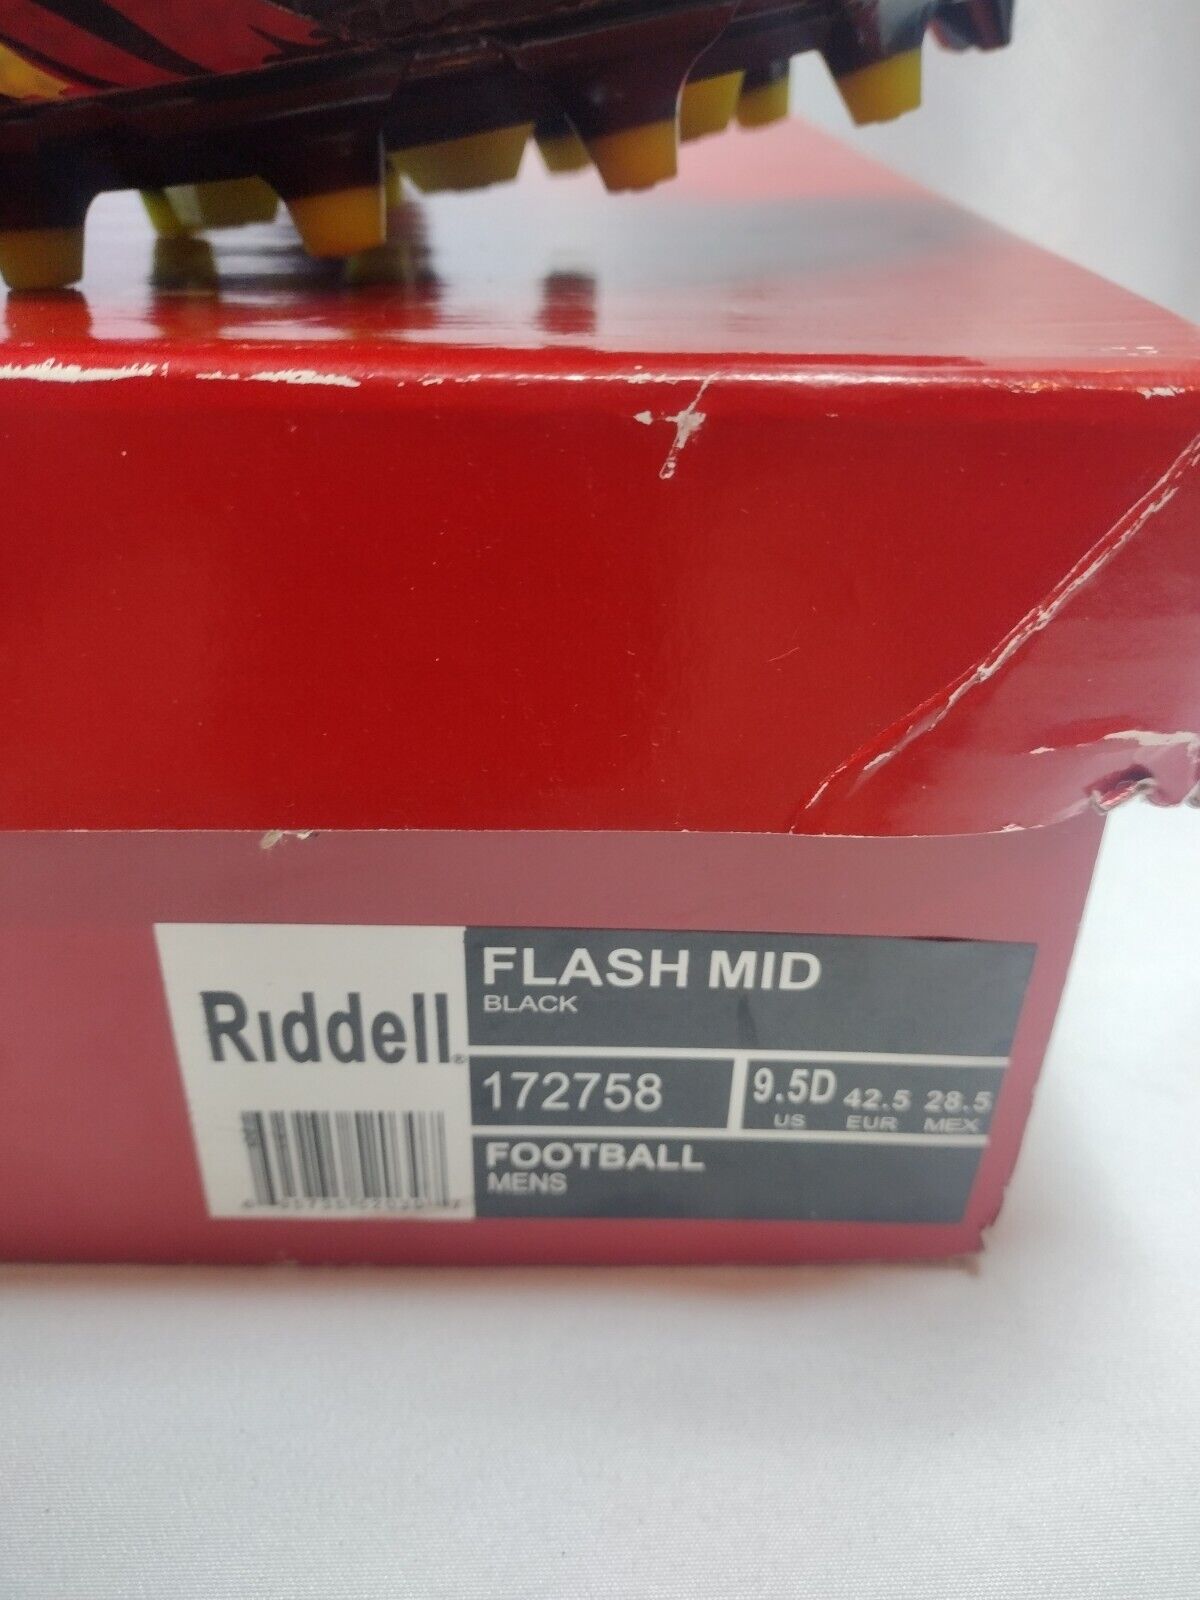 Riddell®
FLASH MID
BLACK
172758
9.5D 42.5 28.5
US EUR MEX
FOOTBALL
MENS